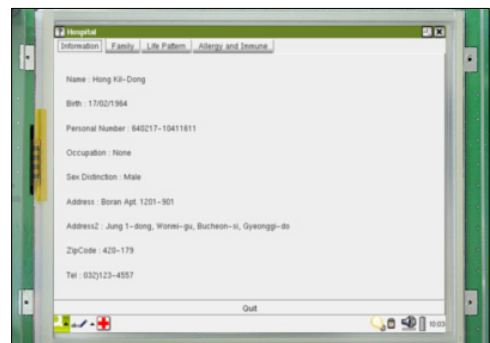 Hospital
Information Family Life Pattern Allergy and Immune
Name : Hong Kil-Dong
Birth : 17/02/1964
Personal Number : 640217-10411611
Occupation : None
Sex Distinction : Male
Address : Boran Apt. 1201-901
Address2 : Jung 1-dong, Wonmi-gu, Bucheon-si, Gyeonggi-do
ZipCode : 420-179
Tel : 032)123-4557
Quit
10:03